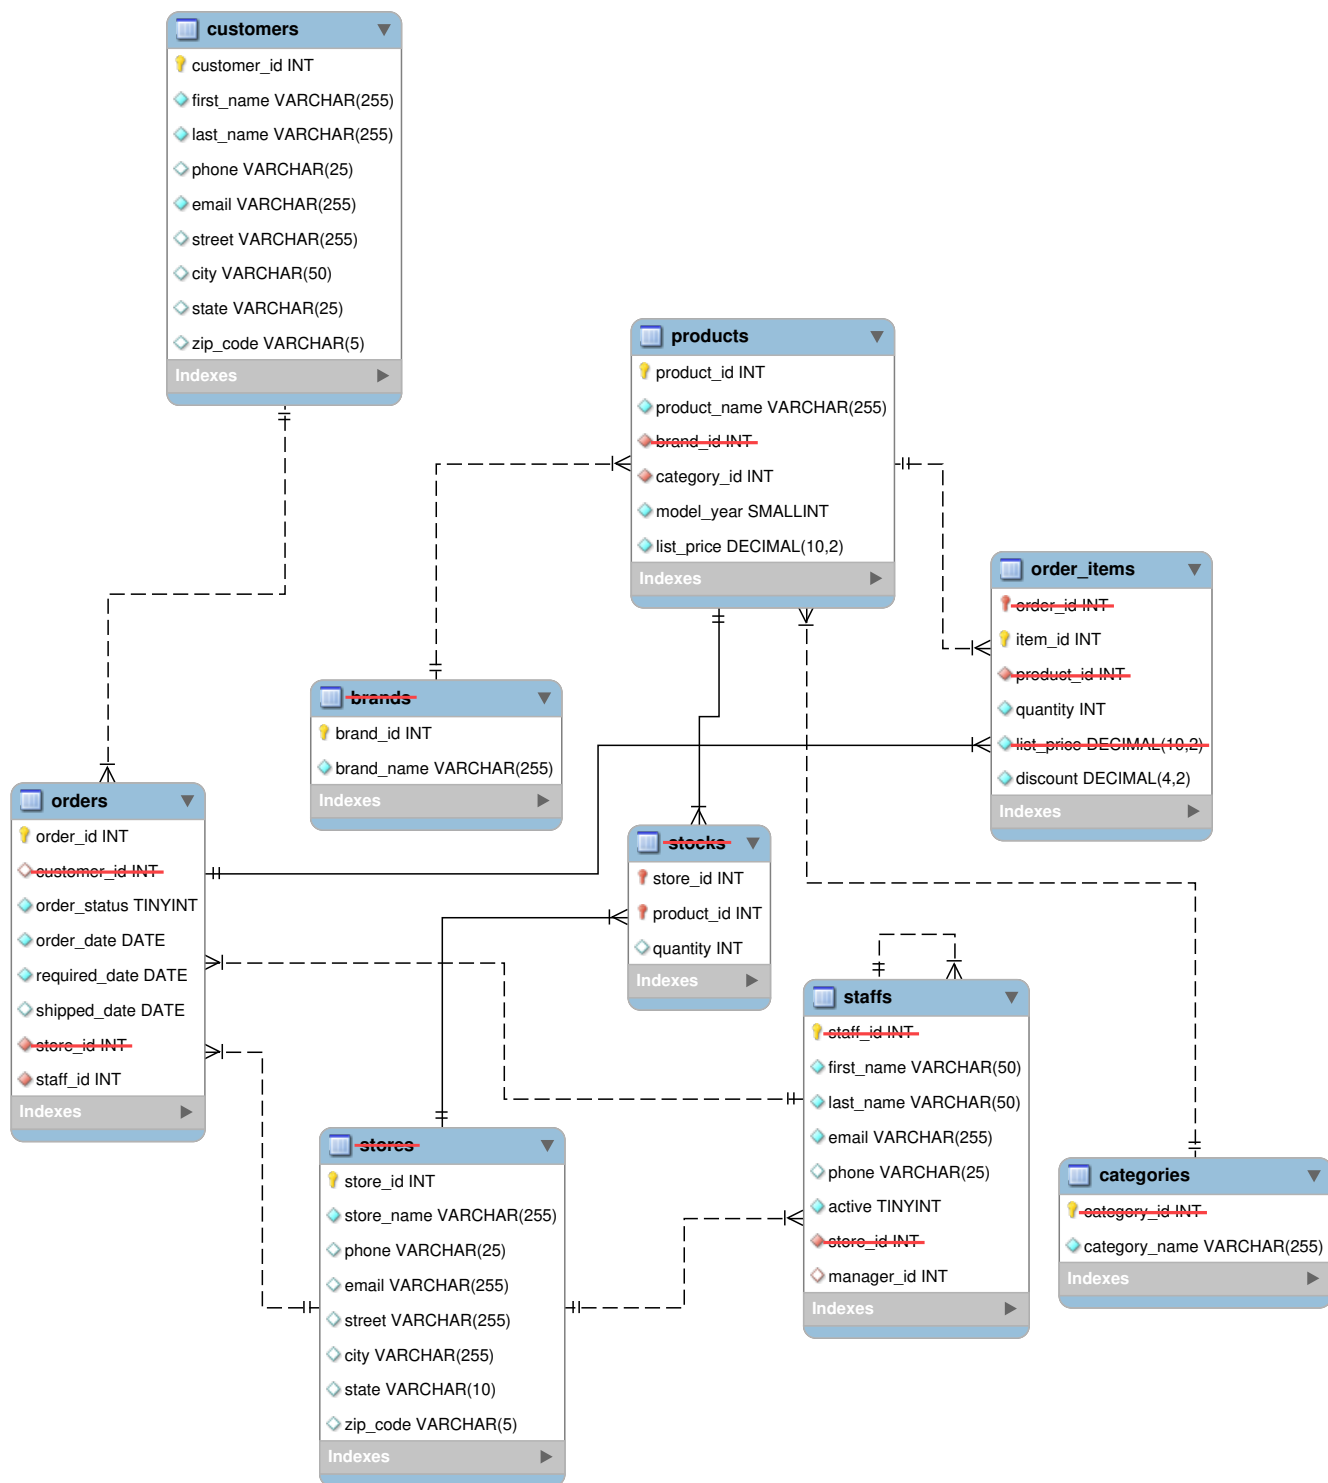 customers
customer_id INT
first_name VARCHAR(255)
last_name VARCHAR(255)
phone VARCHAR(25)
email VARCHAR(255)
street VARCHAR(255)
city VARCHAR(50)
state VARCHAR(25)
zip_code VARCHAR(5)
Indexes
products
product_id INT
product_name VARCHAR(255)
brand_id INT
category_id INT
model_year SMALLINT
list_price DECIMAL(10,2)
Indexes
order_items
order_id INT
item_id INT
product_id INT
quantity INT
list_price DECIMAL(10,2)
discount DECIMAL(4,2)
Indexes
brands
brand_id INT
brand_name VARCHAR(255)
Indexes
orders
order_id INT
customer_id INT
order_status TINYINT
order_date DATE
required_date DATE
shipped_date DATE
store_id INT
staff_id INT
Indexes
stocks
store_id INT
product_id INT
quantity INT
Indexes
staffs
staff_id INT
first_name VARCHAR(50)
last_name VARCHAR(50)
email VARCHAR(255)
phone VARCHAR(25)
active TINYINT
store_id INT
manager_id INT
Indexes
stores
store_id INT
store_name VARCHAR(255)
phone VARCHAR(25)
email VARCHAR(255)
street VARCHAR(255)
city VARCHAR(255)
state VARCHAR(10)
zip_code VARCHAR(5)
Indexes
categories
category_id INT
category_name VARCHAR(255)
Indexes